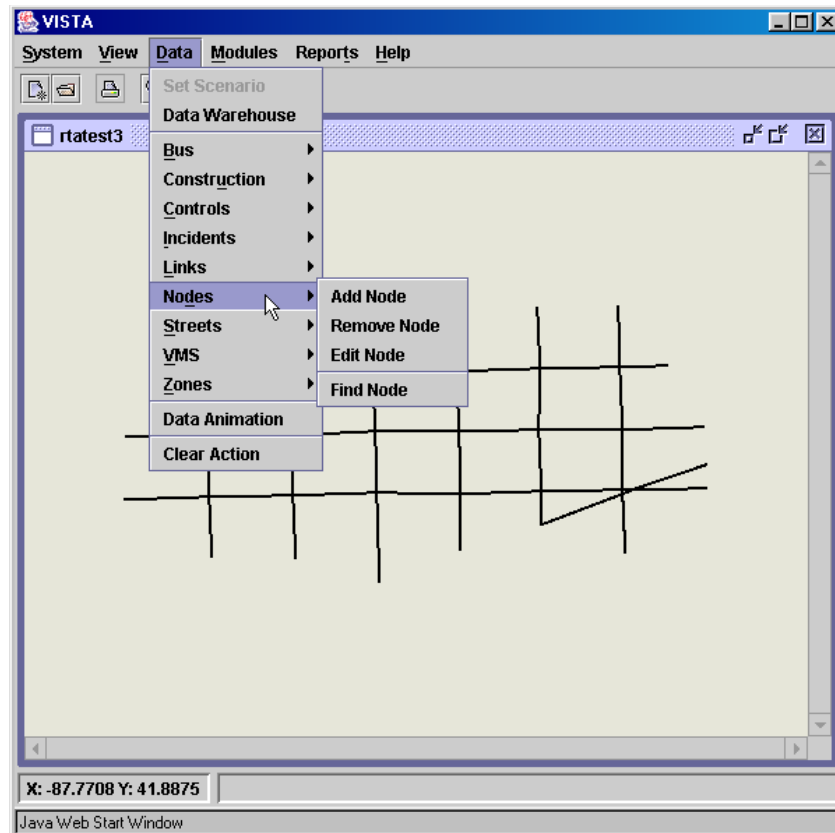 VISTA
System View Data Modules Reports Help
Set Scenario
Data Warehouse
rtatest3
Bus
Construction
Controls
Incidents
Links
Nodes
Add Node
Streets
Remove Node
VMS
Edit Node
Zones
Find Node
Data Animation
Clear Action
X: -87.7708 Y: 41.8875
Java Web Start Window